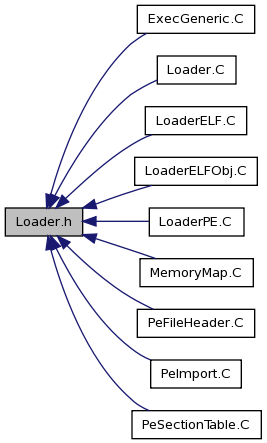 ExecGeneric.C
Loader.C
LoaderELF.C
LoaderELFObj.C
Loader.h
LoaderPE.C
MemoryMap.C
PeFileHeader.C
PeImport.C
PeSectionTable.C